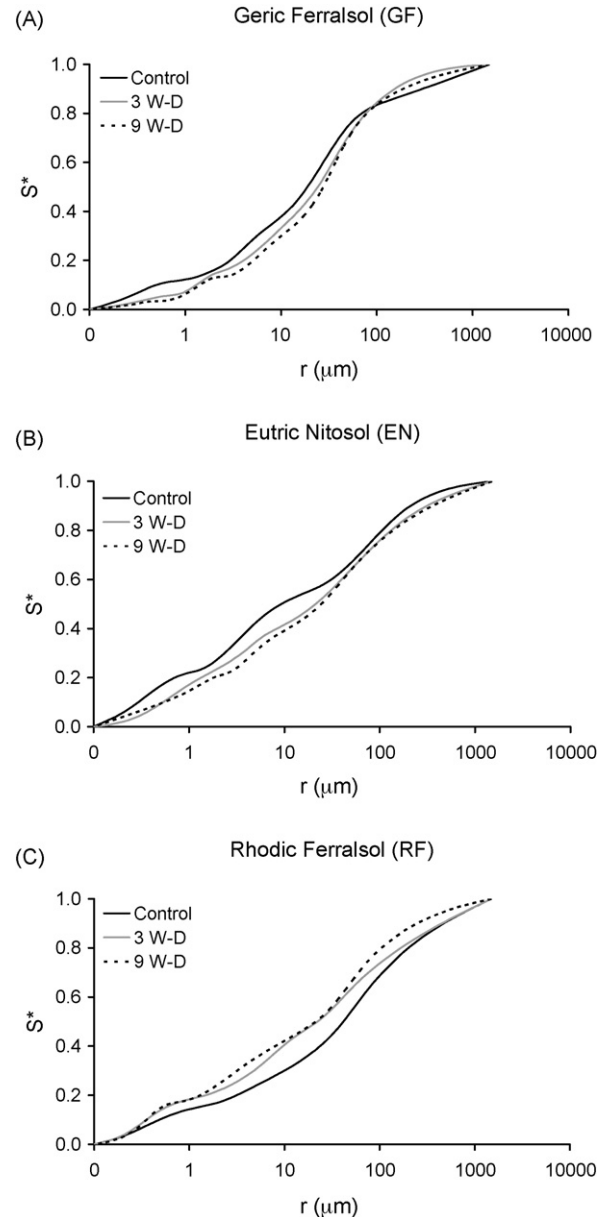 (A)
Geric Ferralsol (GF)
Control
3 W-D
9 W-D
1.0
0.8
0.6
0.4
0.2
0.0
S*
0 1 10 100 1000 10000
r (μm)
(B)
Eutric Nitosol (EN)
Control
3 W-D
9 W-D
1.0
0.8
0.6
0.4
0.2
0.0
S*
0 1 10 100 1000 10000
r (μm)
(C)
Rhodic Ferralsol (RF)
Control
3 W-D
9 W-D
1.0
0.8
0.6
0.4
0.2
0.0
S*
0 1 10 100 1000 10000
r (μm)